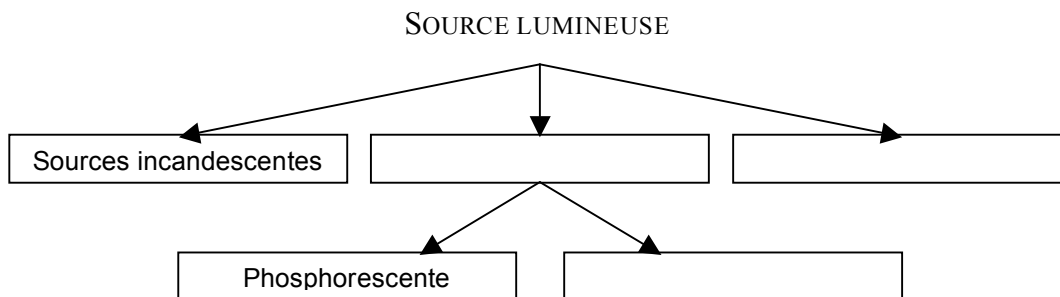 SOURCE LUMINEUSE
Sources incandescentes
Phosphorescente